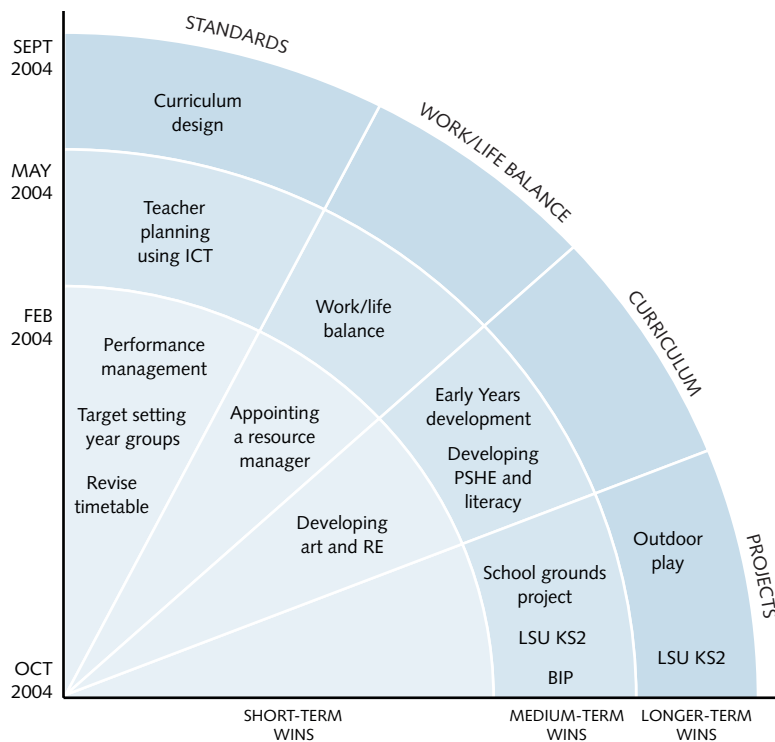 STANDARDS
WORK/LIFE BALANCE
CURRICULUM
PROJECTS
SEPT
2004
MAY
2004
FEB
2004
OCT
2004
Curriculum
design
Teacher
planning
using ICT
Work/life
balance
Performance
management
Target setting
year groups
Revise
timetable
Appointing
a resource
manager
Early Years
development
Developing
PSHE and
literacy
Developing
art and RE
School grounds
project
LSU KS2
BIP
Outdoor
play
LSU KS2
SHORT-TERM
WINS
MEDIUM-TERM
WINS
LONGER-TERM
WINS